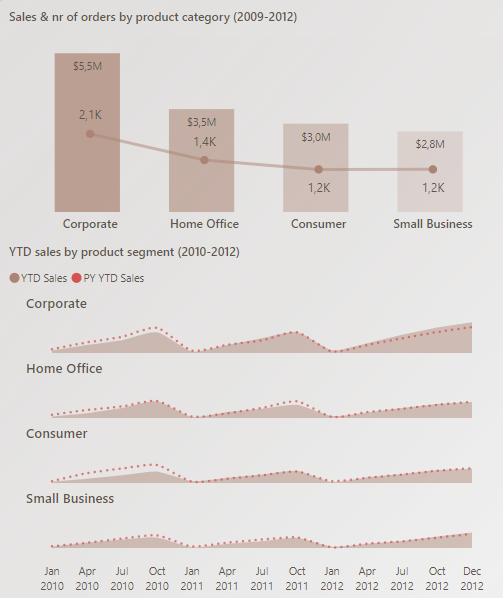 Sales & nr of orders by product category (2009-2012)
$5,5M
2,1K
$3,5M
1,4K
$3,0M
1,2K
$2,8M
1,2K
Corporate Home Office Consumer Small Business
YTD sales by product segment (2010-2012)
YTD Sales PY YTD Sales
Corporate
Home Office
Consumer
Small Business
Jan Apr Jul Oct Jan Apr Jul Oct Jan Apr Jul Oct Dec
2010 2010 2010 2010 2011 2011 2011 2011 2012 2012 2012 2012 2012